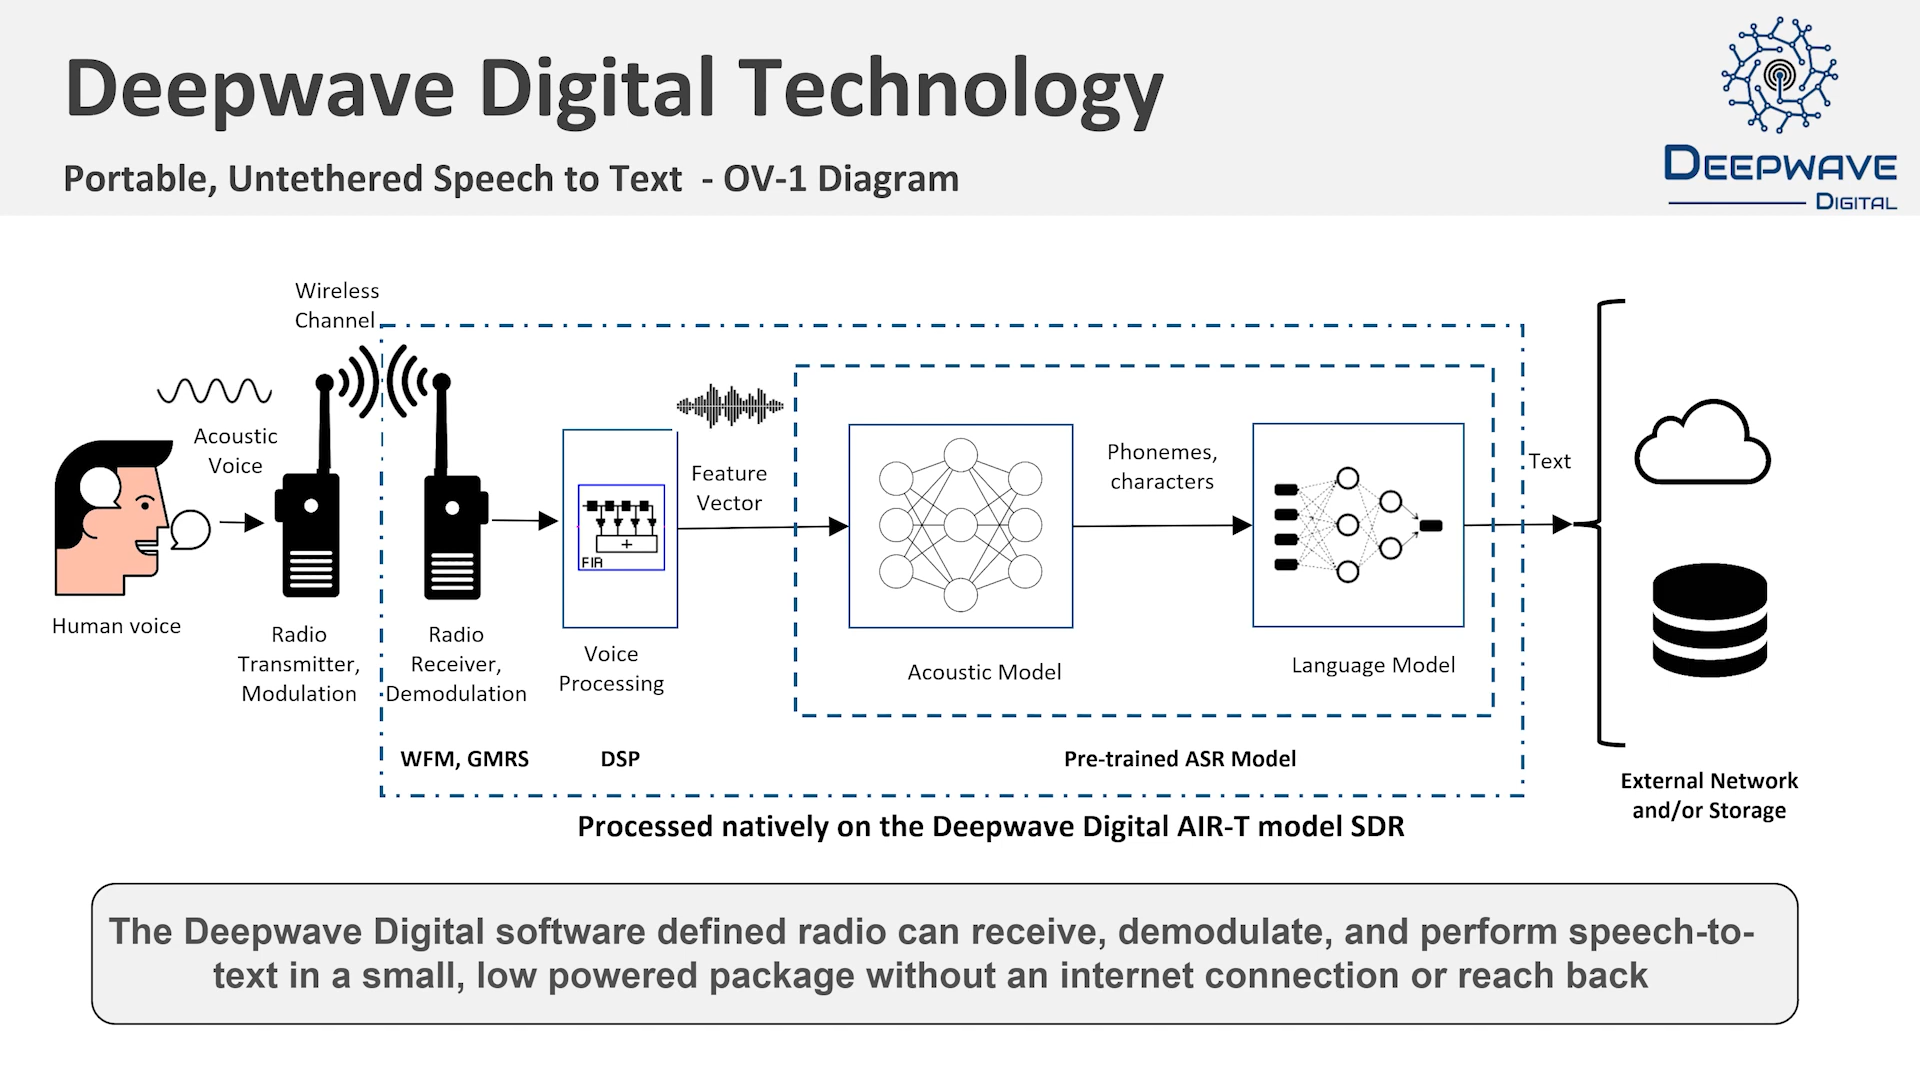 Deepwave Digital Technology
Portable, Untethered Speech to Text - OV-1 Diagram
DEEPWAVE
DIGITAL
Wireless
Channel
Acoustic
Voice
Human voice
Radio
Transmitter,
Modulation
Radio
Receiver,
Demodulation
WFM, GMRS
FIR
Voice
Processing
DSP
Feature
Vector
Acoustic Model
Phonemes,
characters
Language Model
Pre-trained ASR Model
Text
External Network
and/or Storage
Processed natively on the Deepwave Digital AIR-T model SDR
The Deepwave Digital software defined radio can receive, demodulate, and perform speech-to-
text in a small, low powered package without an internet connection or reach back